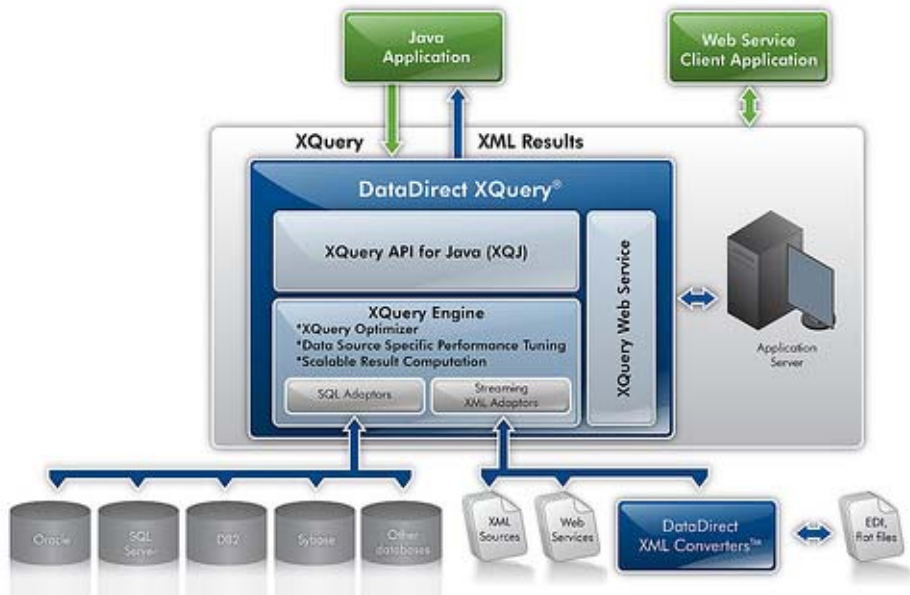 Java
Application
Web Service
Client Application
XQuery
XML Results
DataDirect XQuery®
XQuery API for Java (XQJ)
XQuery Web Service
XQuery Engine
*XQuery Optimizer
*Data Source Specific Performance Tuning
*Scalable Result Computation
SQL Adaptors
Streaming
XML Adaptors
Application
Server
Oracle
SQL
Server
DB2
Sybase
Other
databases
XML
Sources
Web
Services
DataDirect
XML Converters™
EDI,
flat files